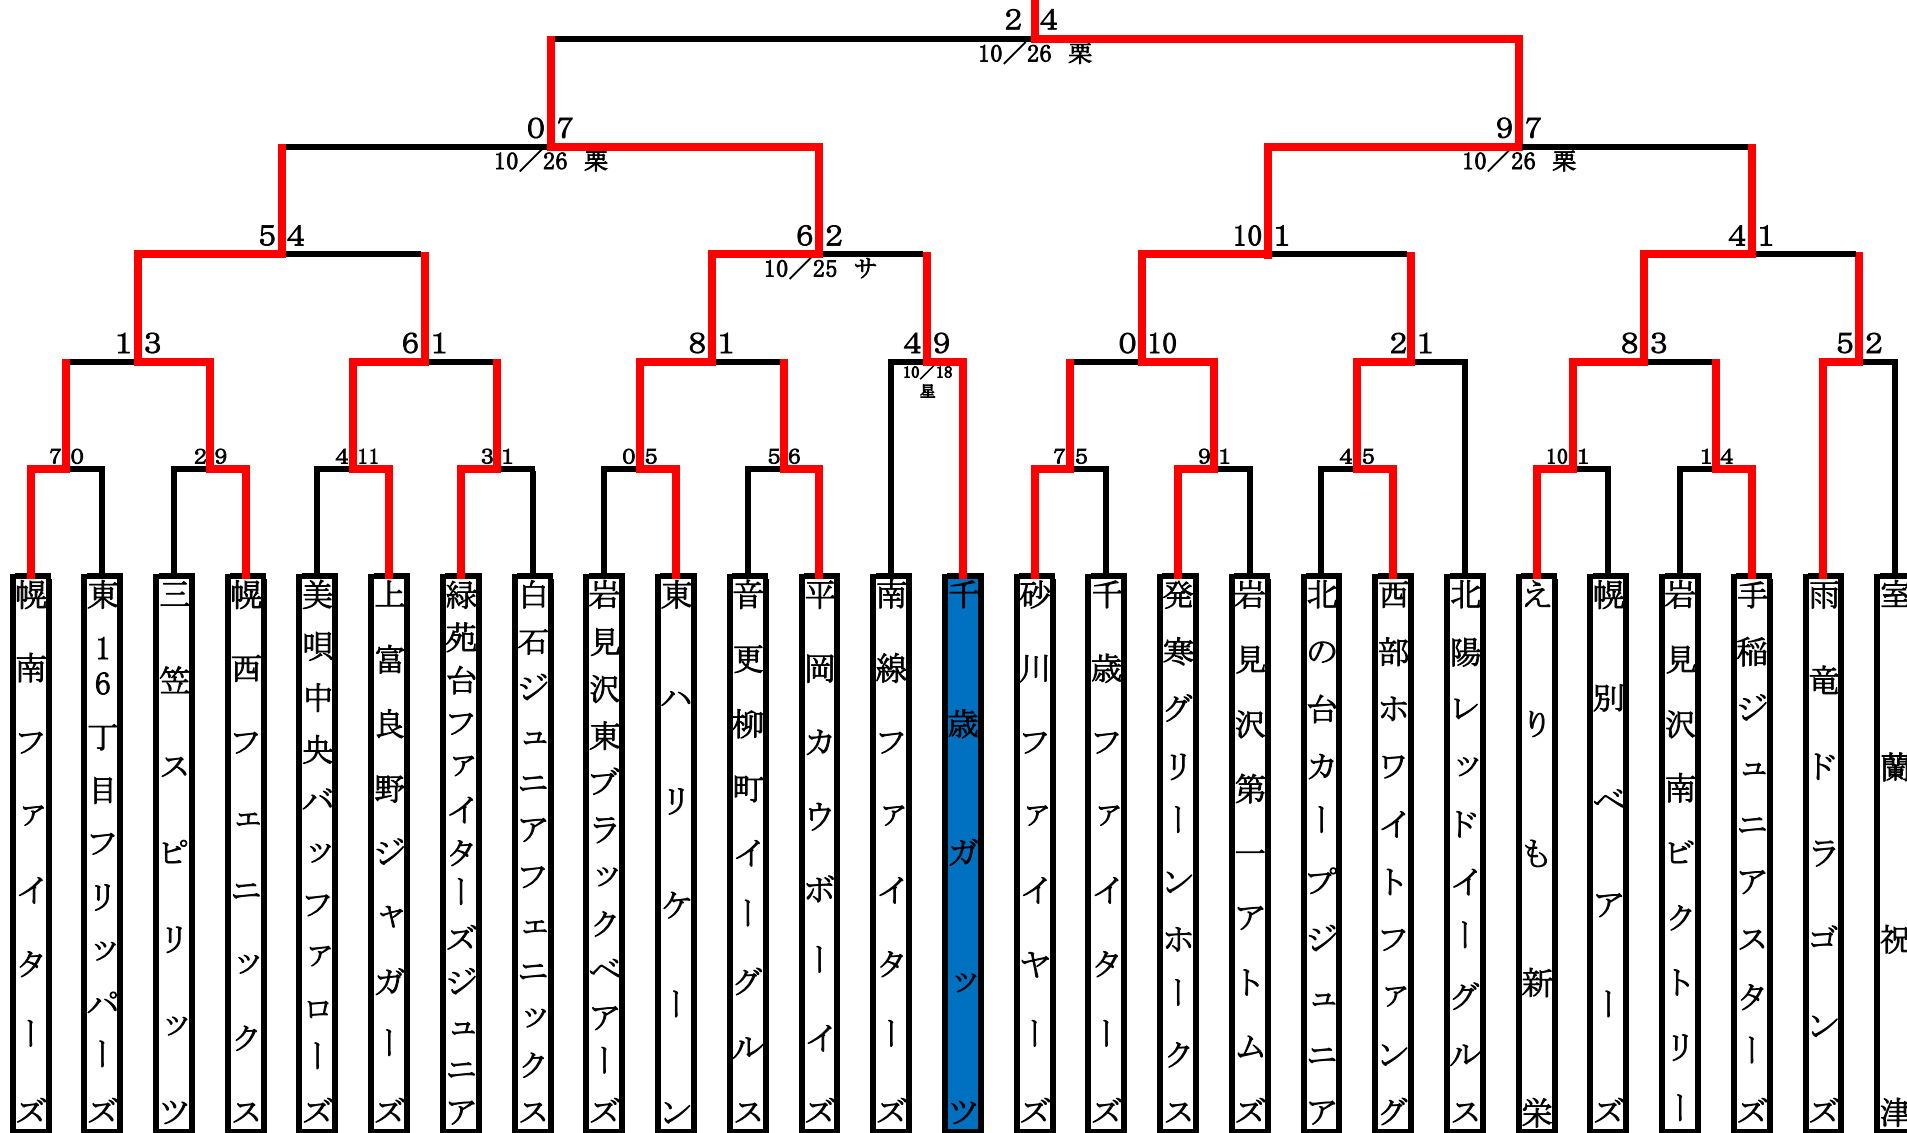 2 4
10／26 栗
0 7
10／26 栗
9 7
10／26 栗
5 4
6 2
10／25 サ
10 1
4 1
1 3
6 1
8 1
4 9
10／18
星
0 10
2 1
8 3
5 2
7 0
2 9
4 11
3 1
0 5
5 6
7 5
9 1
4 5
10 1
1 4
幌南ファイターズ
東16丁目フリッパーズ
三笠スピリッツ
幌西フェニックス
美唄中央バッファローズ
上富良野ジャガーズ
緑苑台ファイターズジュニア
白石ジュニアフェニックス
岩見沢東ブラックベアーズ
東ハリケーン
音更柳町イーグルス
平岡カウボーイズ
南線ファイターズ
千歳ガッツ
砂川ファイヤーズ
千歳ファイターズ
発寒グリーンホークス
岩見沢第一アトムズ
北の台カープジュニア
西部ホワイトファング
北陽レッドイーグルス
えりも新栄
幌別ベアーズ
岩見沢南ビクトリー
手稲ジュニアスターズ
雨竜ドラゴンズ
室蘭祝津